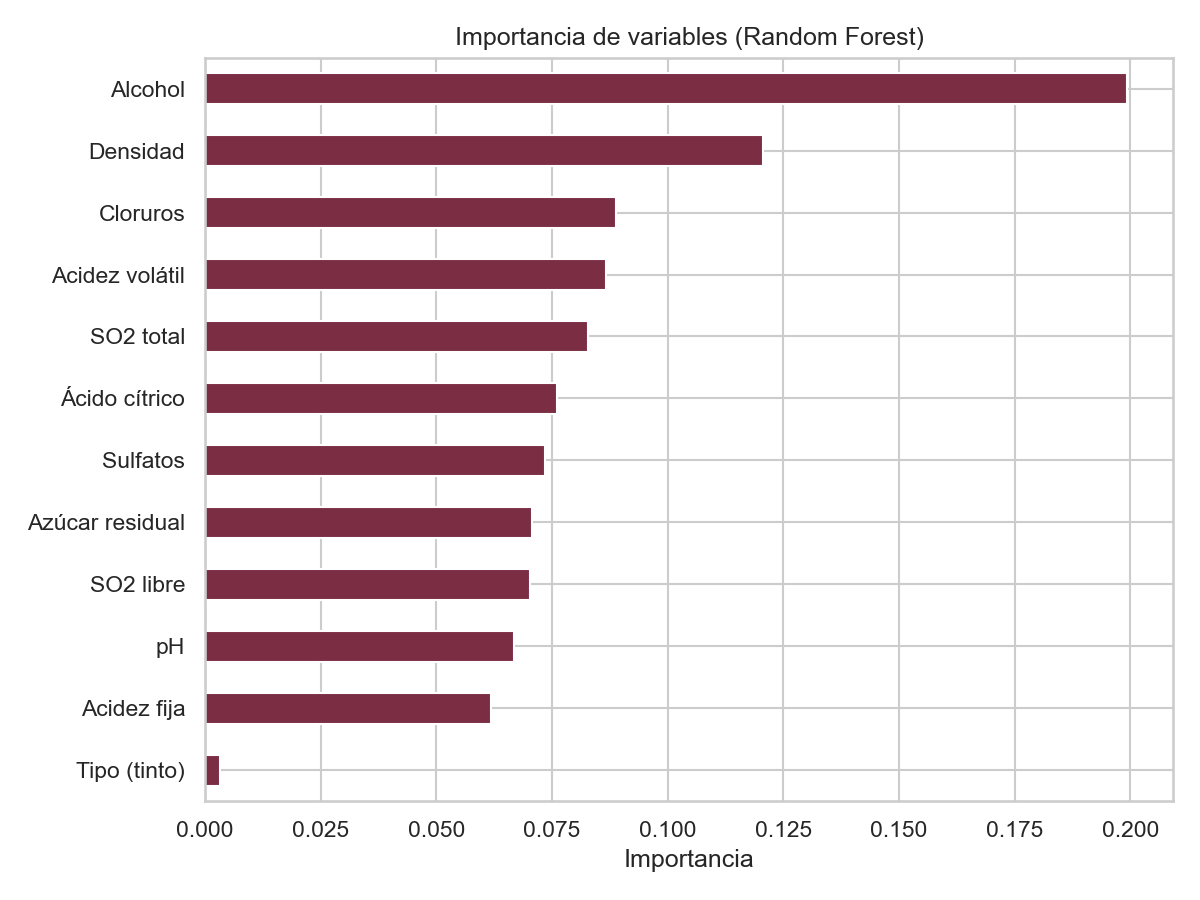 Importancia de variables (Random Forest)
Alcohol
Densidad
Cloruros
Acidez volátil
SO2 total
Ácido cítrico
Sulfatos
Azúcar residual
SO2 libre
pH
Acidez fija
Tipo (tinto)
0.000 0.025 0.050 0.075 0.100 0.125 0.150 0.175 0.200
Importancia